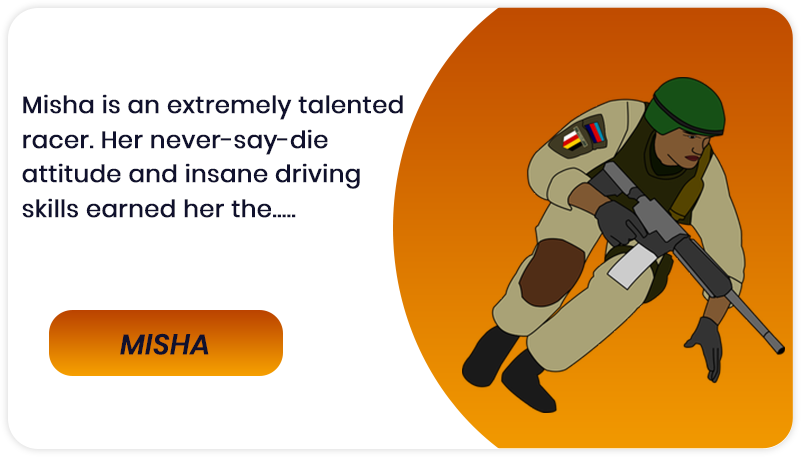 Misha is an extremely talented
racer. Her never-say-die
attitude and insane driving
skills earned her the.....
MISHA